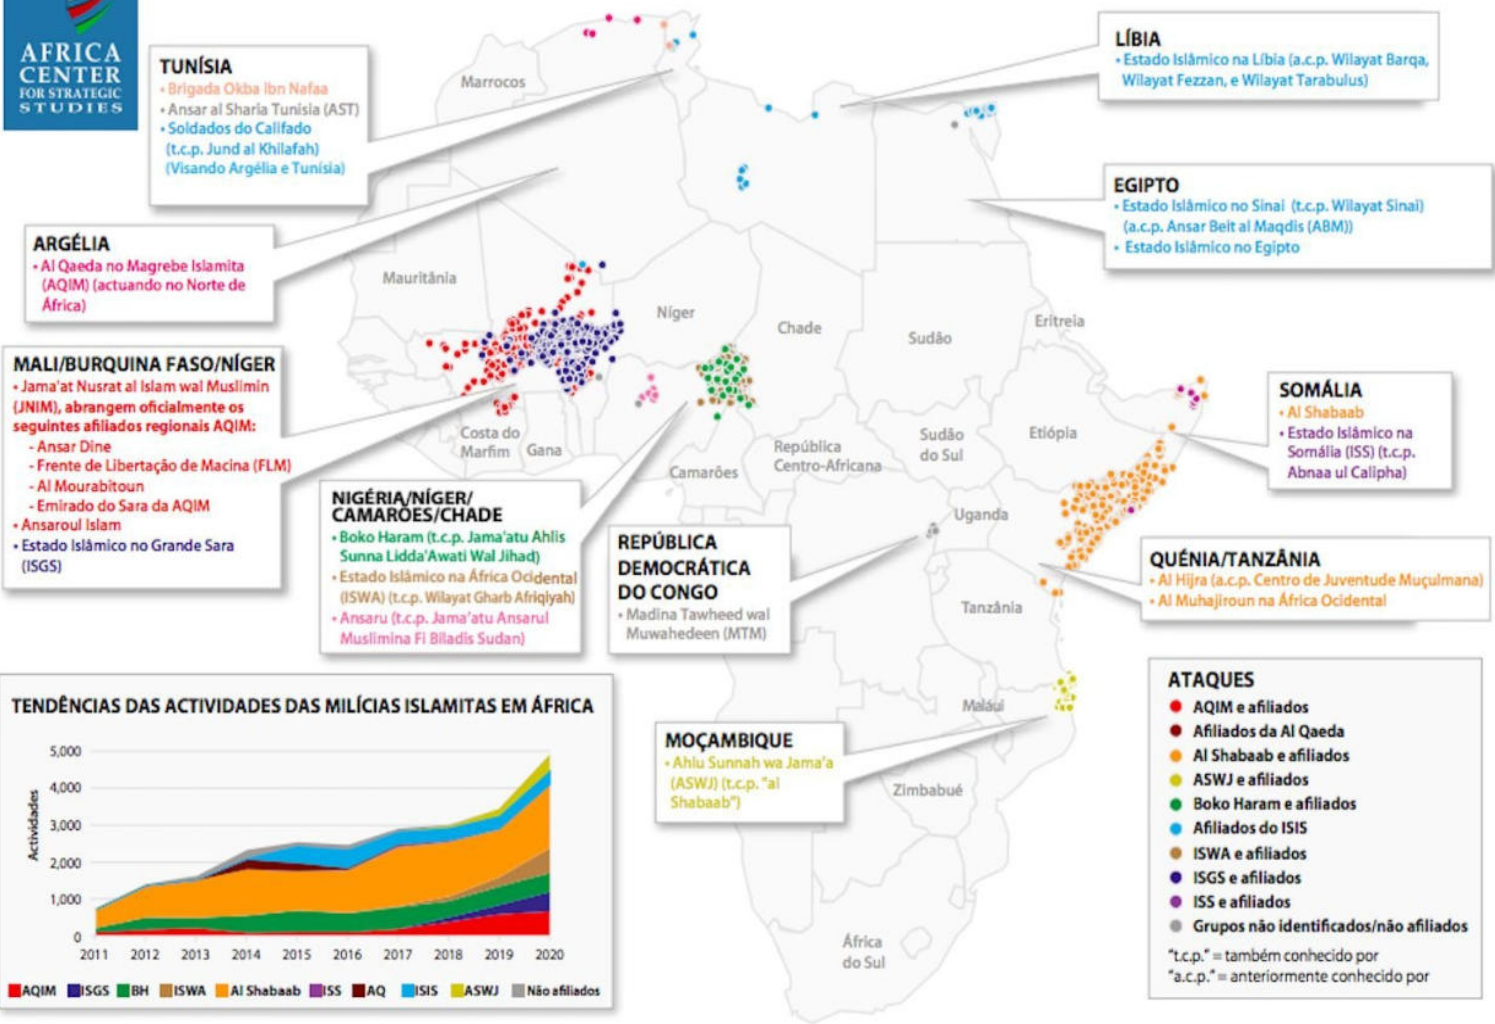 AFRICA
CENTER
FOR STRATEGIC
STUDIES
TUNÍSIA
• Brigada Okba Ibn Nafaa
• Ansar al Sharia Tunisia (AST)
• Soldados do Califado
(t.c.p. Jund al Khilafah)
(Visando Argélia e Tunísia)
LÍBIA
• Estado Islâmico na Líbia (a.c.p. Wilayat Barqa,
Wilayat Fezzan, e Wilayat Tarabulus)
EGIPTO
• Estado Islâmico no Sinai (t.c.p. Wilayat Sinai)
(a.c.p. Ansar Beit al Maqdis (ABM))
• Estado Islâmico no Egipto
ARGÉLIA
• Al Qaeda no Magrebe Islamita
(AQIM) (actuando no Norte de
África)
MALI/BURQUINA FASO/NÍGER
• Jama'at Nusrat al Islam wal Muslimin
(JNIM), abrangem oficialmente os
seguintes afiliados regionais AQIM:
- Ansar Dine
- Frente de Libertação de Macina (FLM)
- Al Mourabitoun
- Emirado do Sara da AQIM
• Ansaroul Islam
• Estado Islâmico no Grande Sara
(ISGS)
NIGÉRIA/NÍGER/
CAMARÕES/CHADE
• Boko Haram (t.c.p. Jama'atu Ahlis
Sunna Lidda'Awati Wal Jihad)
• Estado Islâmico na África Ocidental
(ISWA) (t.c.p. Wilayat Gharb Afriqiyah)
• Ansaru (t.c.p. Jama'atu Ansarul
Muslimina Fi Biladis Sudan)
REPÚBLICA
DEMOCRÁTICA
DO CONGO
• Madina Tawheed wal
Muwahedeen (MTM)
SOMÁLIA
• Al Shabaab
• Estado Islâmico na
Somália (ISS) (t.c.p.
Abnaa ul Calipha)
QUÉNIA/TANZÂNIA
• Al Hijra (a.c.p. Centro de Juventude Muçulmana)
• Al Muhajiroun na África Ocidental
MOÇAMBIQUE
• Ahlu Sunnah wa Jama'a
(ASWJ) (t.c.p. "al
Shabaab")
Marrocos
Mauritânia
Níger
Chade
Sudão
Eritreia
Costa do
Marfim
Gana
Camarões
República
Centro-Africana
Sudão
do Sul
Etiópia
Uganda
Tanzânia
Maláui
Zimbabué
África
do Sul
TENDÊNCIAS DAS ACTIVIDADES DAS MILÍCIAS ISLAMITAS EM ÁFRICA
Actividades
5,000
4,000
3,000
2,000
1,000
0
2011 2012 2013 2014 2015 2016 2017 2018 2019 2020
AQIM ISGS BH ISWA Al Shabaab ISS AQ ISIS ASWJ Não afiliados
ATAQUES
AQIM e afiliados
Afiliados da Al Qaeda
Al Shabaab e afiliados
ASWJ e afiliados
Boko Haram e afiliados
Afiliados do ISIS
ISWA e afiliados
ISGS e afiliados
ISS e afiliados
Grupos não identificados/não afiliados
"t.c.p." = também conhecido por
"a.c.p." = anteriormente conhecido por